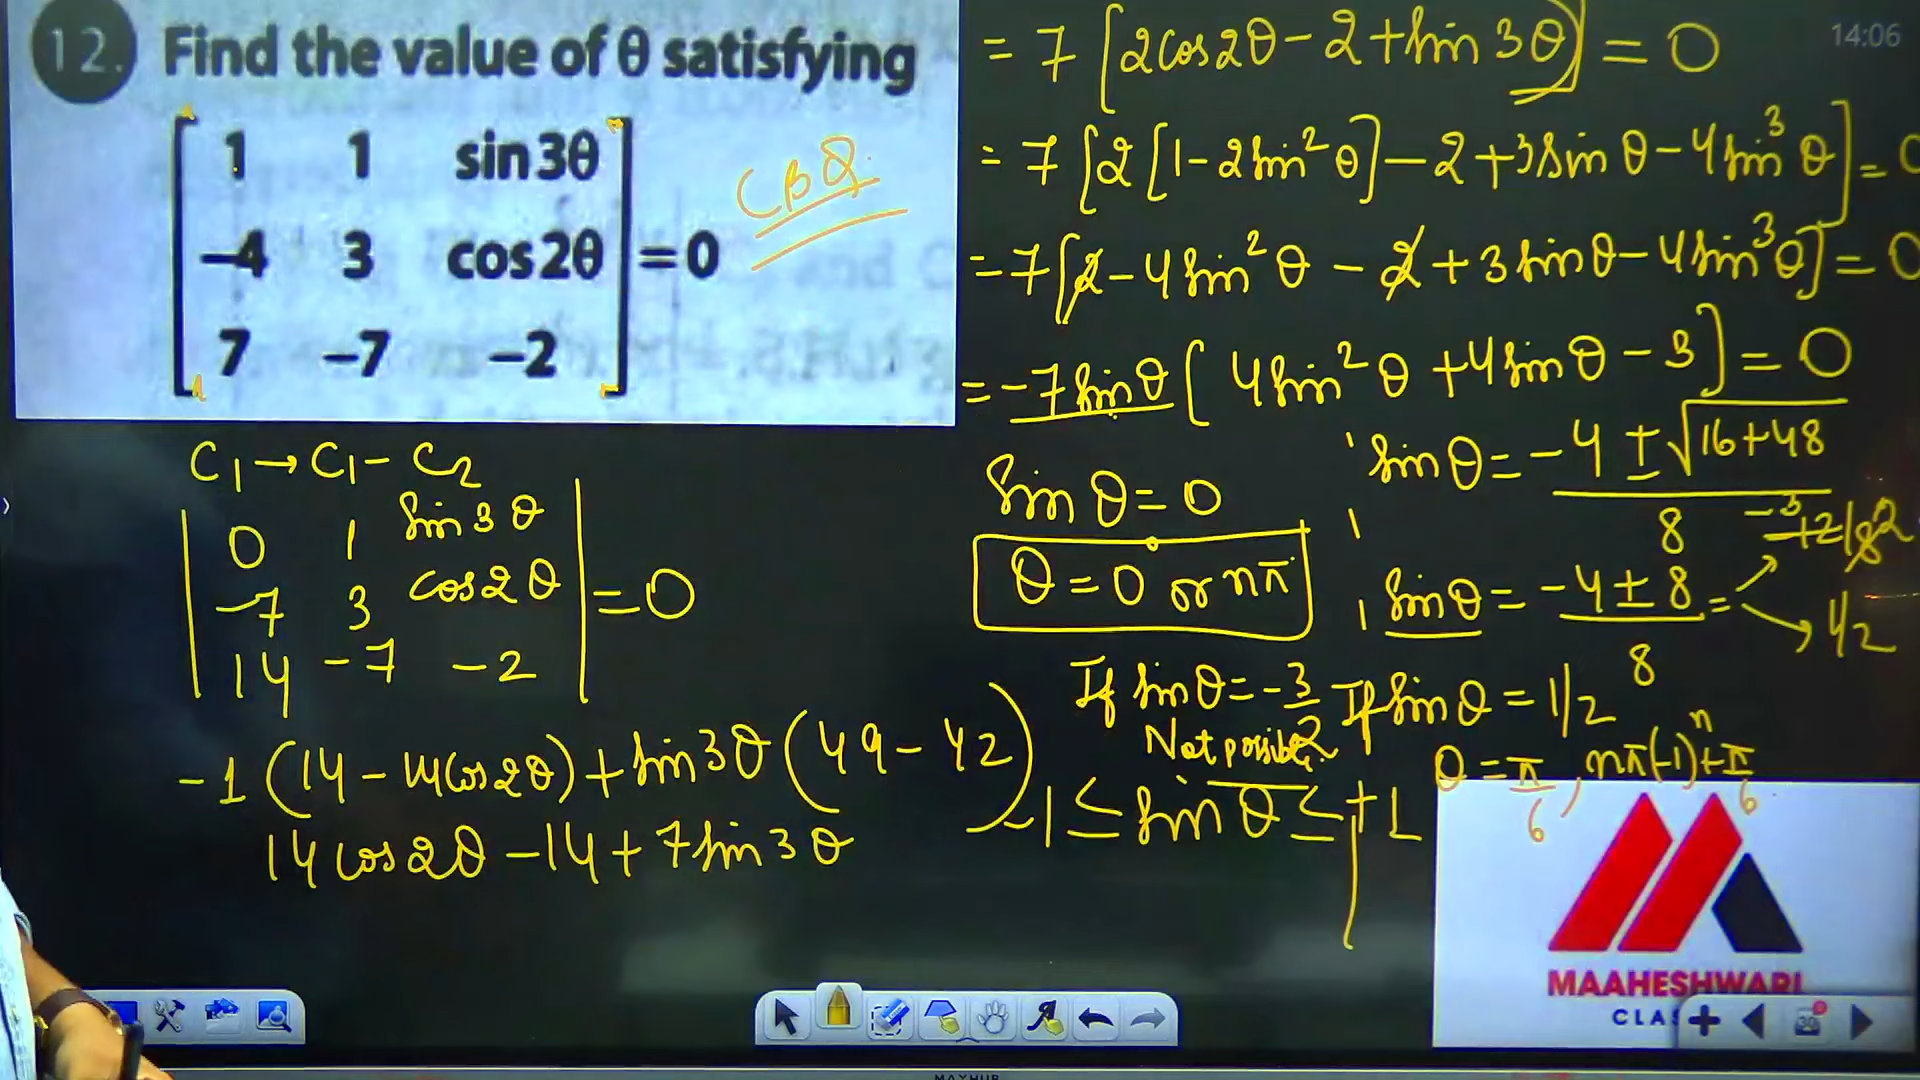 12. Find the value of θ satisfying
1 1 sin3θ
-4 3 cos2θ =0
7 -7 -2
CBQ.
C₁→C₁-C₂
0 1 sin3θ
-7 3 cos2θ =0
14 -7 -2
-1(14-14cos2θ)+sin3θ(49-42)
14cos2θ-14+7sin3θ
14:06
=7[2cos2θ-2+sin3θ]=0
=7[2[1-2sin²θ]-2+3sinθ-4sin³θ]=0
=7[2-4sin²θ-2+3sinθ-4sin³θ]=0
=-7sinθ[4sin²θ+4sinθ-3]=0
sinθ=0
θ=0 or nπ
sinθ=-4±√16+48
8
sinθ=-4±8=
8
1/2
If sinθ=-3/2
Not possible.
-1≤sinθ≤+1
If sinθ=1/2
θ=π/6, nπ(-1)ⁿ+π/6
MAAHESHWARI
CLAS